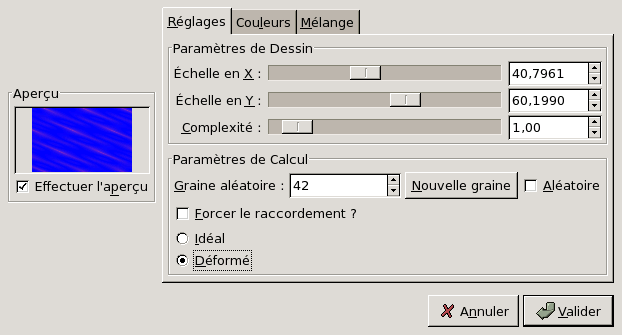 Réglages Couleurs Mélange
Paramètres de Dessin
Échelle en X : 40,7961
Échelle en Y : 60,1990
Complexité : 1,00
Aperçu
Effectuer l'aperçu
Paramètres de Calcul
Graine aléatoire : 42 Nouvelle graine Aléatoire
Forcer le raccordement ?
Idéal
Déformé
Annuler Valider